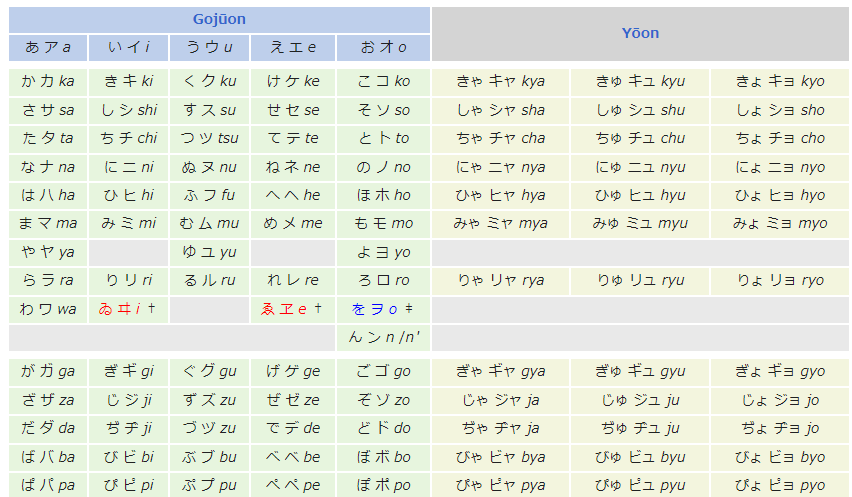 Gojūon
Yōon
あ ア a い イ i う ウ u え エ e お オ o
か カ ka き キ ki く ク ku け ケ ke こ コ ko きゃ キャ kya きゅ キュ kyu きょ キョ kyo
さ サ sa し シ shi す ス su せ セ se そ ソ so しゃ シャ sha しゅ シュ shu しょ ショ sho
た タ ta ち チ chi つ ツ tsu て テ te と ト to ちゃ チャ cha ちゅ チュ chu ちょ チョ cho
な ナ na に ニ ni ぬ ヌ nu ね ネ ne の ノ no にゃ ニャ nya にゅ ニュ nyu にょ ニョ nyo
は ハ ha ひ ヒ hi ふ フ fu へ ヘ he ほ ホ ho ひゃ ヒャ hya ひゅ ヒュ hyu ひょ ヒョ hyo
ま マ ma み ミ mi む ム mu め メ me も モ mo みゃ ミャ mya みゅ ミュ myu みょ ミョ myo
や ヤ ya ゆ ユ yu よ ヨ yo
ら ラ ra り リ ri る ル ru れ レ re ろ ロ ro りゃ リャ rya りゅ リュ ryu りょ リョ ryo
わ ワ wa ゐ ヰ i † ゑ ヱ e † を ヲ o ‡
ん ン n /n'
が ガ ga ぎ ギ gi ぐ グ gu げ ゲ ge ご ゴ go ぎゃ ギャ gya ぎゅ ギュ gyu ぎょ ギョ gyo
ざ ザ za じ ジ ji ず ズ zu ぜ ゼ ze ぞ ゾ zo じゃ ジャ ja じゅ ジュ ju じょ ジョ jo
だ ダ da ぢ ヂ ji づ ヅ zu で デ de ど ド do ぢゃ ヂャ ja ぢゅ ヂュ ju ぢょ ヂョ jo
ば バ ba び ビ bi ぶ ブ bu べ ベ be ぼ ボ bo びゃ ビャ bya びゅ ビュ byu びょ ビョ byo
ぱ パ pa ぴ ピ pi ぷ プ pu ぺ ペ pe ぽ ポ po ぴゃ ピャ pya ぴゅ ピュ pyu ぴょ ピョ pyo